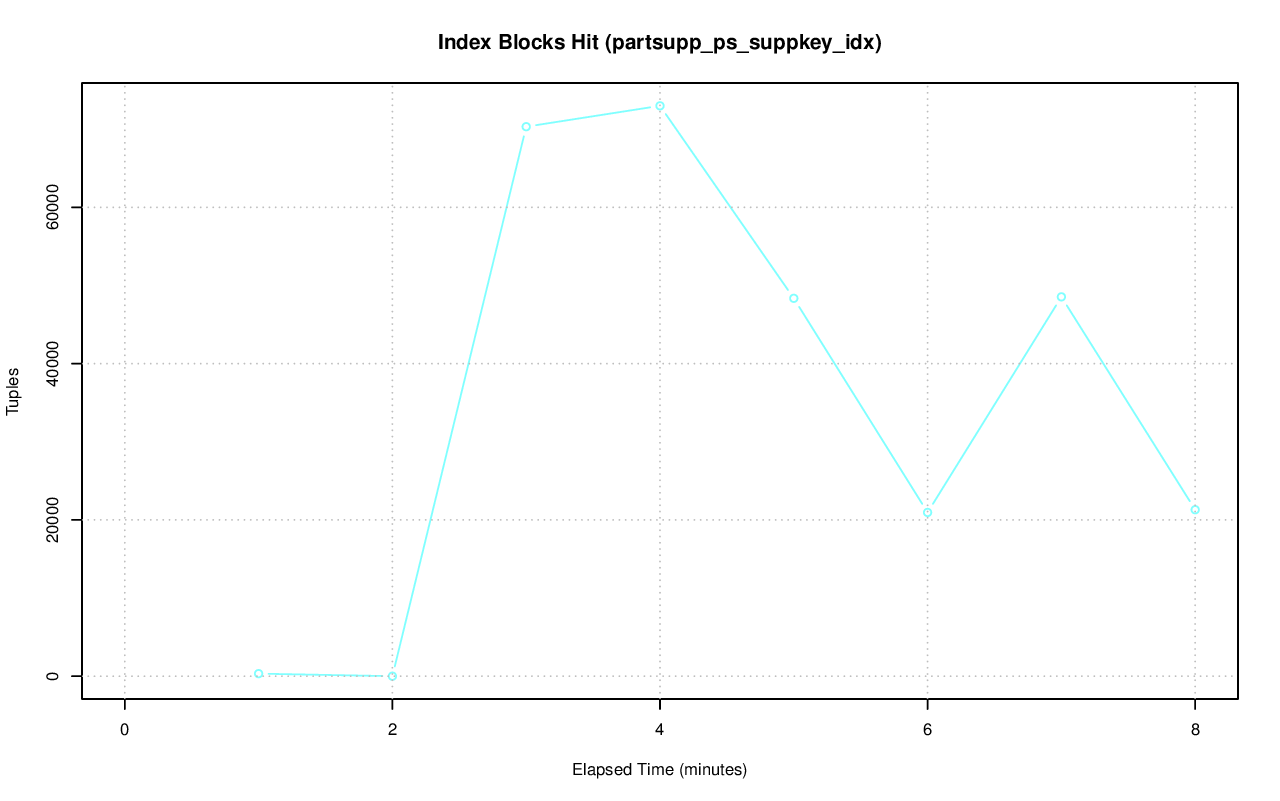 Index Blocks Hit (partsupp_ps_suppkey_idx)
Tuples
60000
40000
20000
0
0 2 4 6 8
Elapsed Time (minutes)